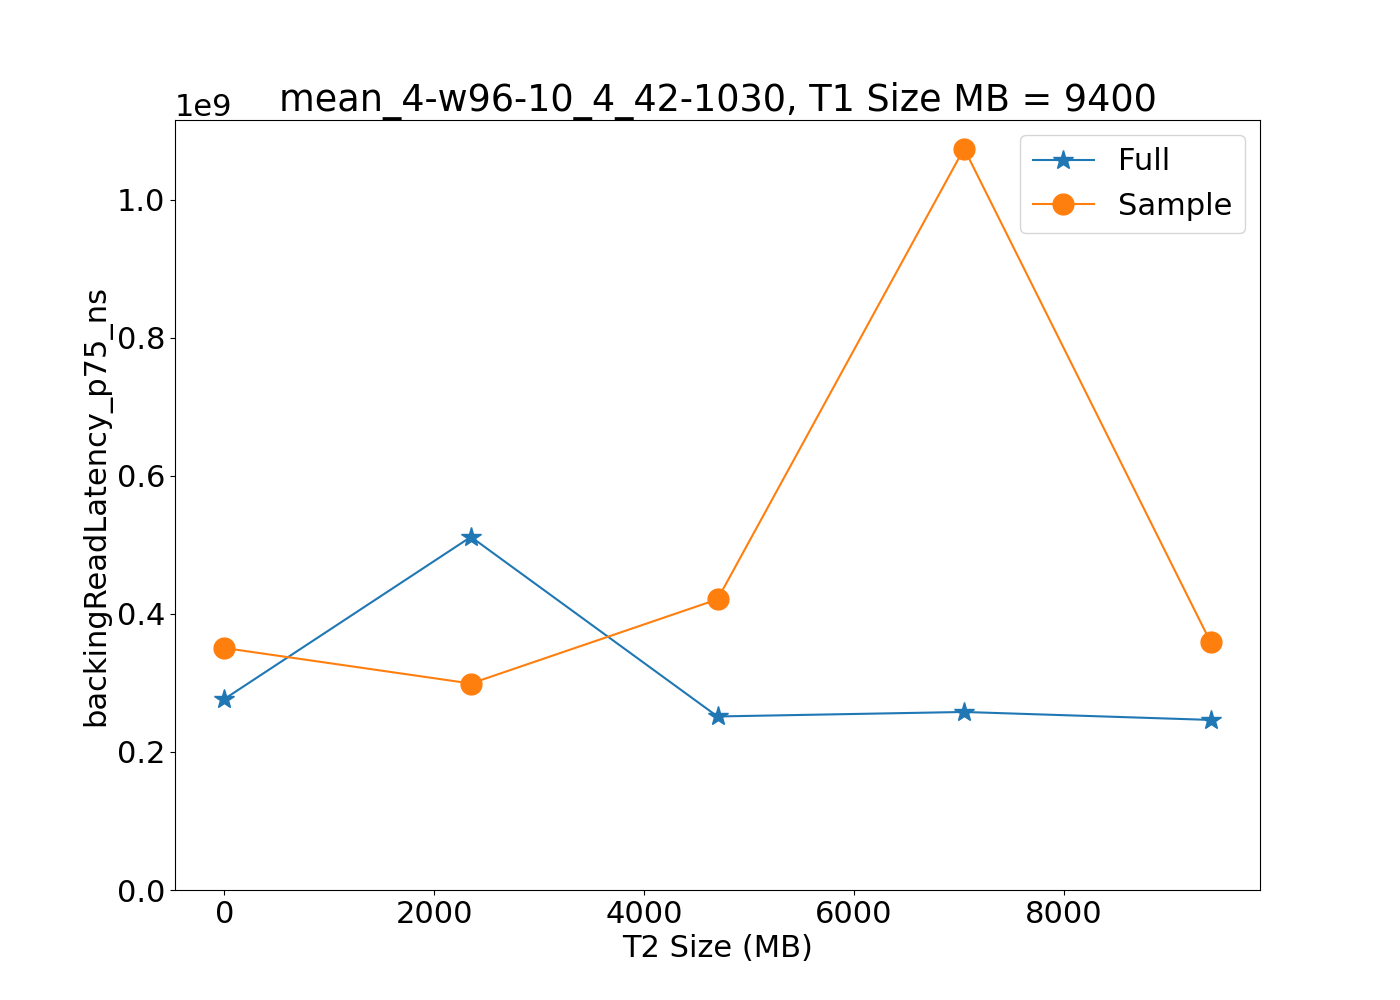 1e9
mean_4-w96-10_4_42-1030, T1 Size MB = 9400
Full
Sample
1.0
0.8
0.6
0.4
0.2
0.0
backingReadLatency_p75_ns
0 2000 4000 6000 8000
T2 Size (MB)